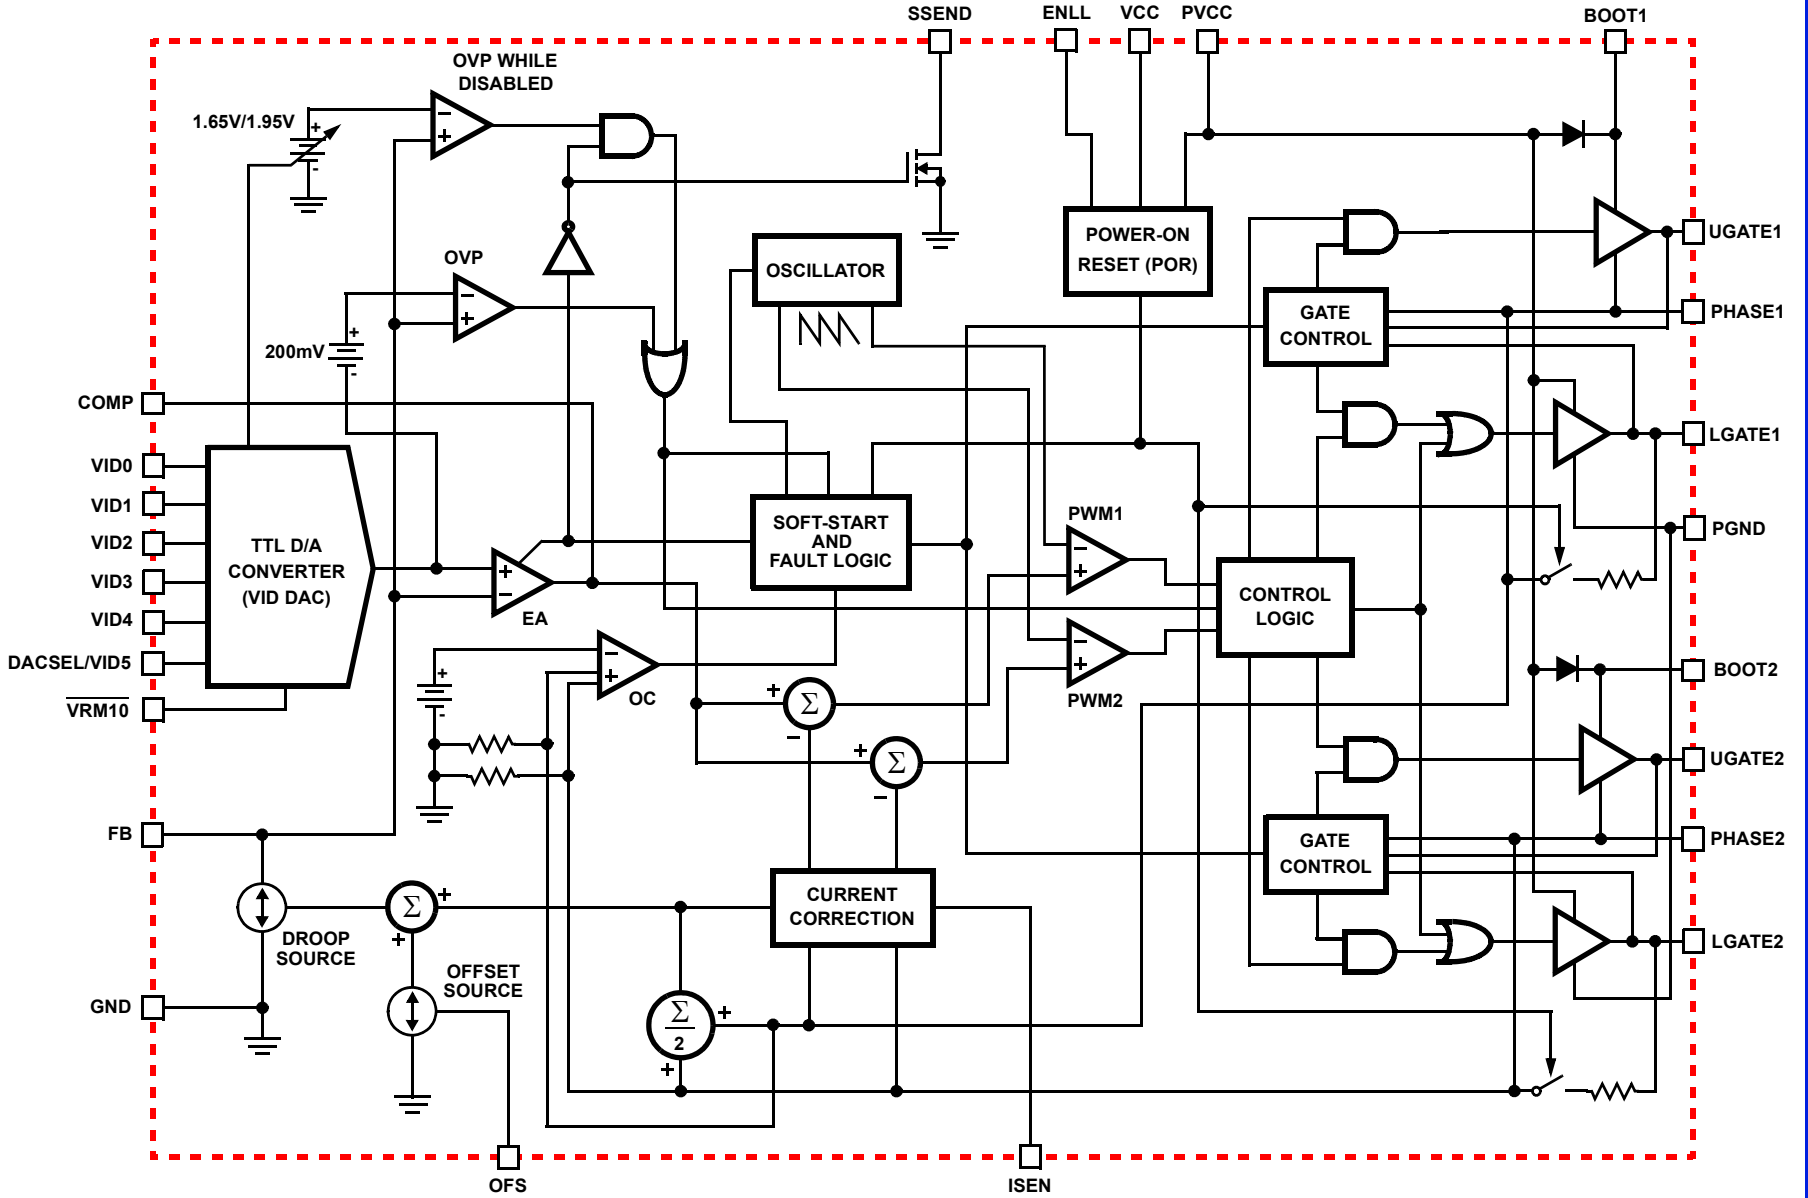 SSEND
ENLL
VCC
PVCC
BOOT1
OVP WHILE
DISABLED
1.65V/1.95V
+
-
−
+
UGATE1
POWER-ON
RESET (POR)
OVP
OSCILLATOR
−
+
GATE
CONTROL
PHASE1
200mV
+
-
COMP
LGATE1
VID0
VID1
VID2
VID3
VID4
DACSEL/VID5
VRM10
TTL D/A
CONVERTER
(VID DAC)
+
−
EA
SOFT-START
AND
FAULT LOGIC
PWM1
−
+
PGND
CONTROL
LOGIC
−
+
PWM2
+
-
−
+
+
OC
BOOT2
+
Σ
−
+
Σ
−
UGATE2
FB
GATE
CONTROL
PHASE2
Σ
+
+
CURRENT
CORRECTION
DROOP
SOURCE
LGATE2
OFFSET
SOURCE
GND
Σ
2
+
+
OFS
ISEN